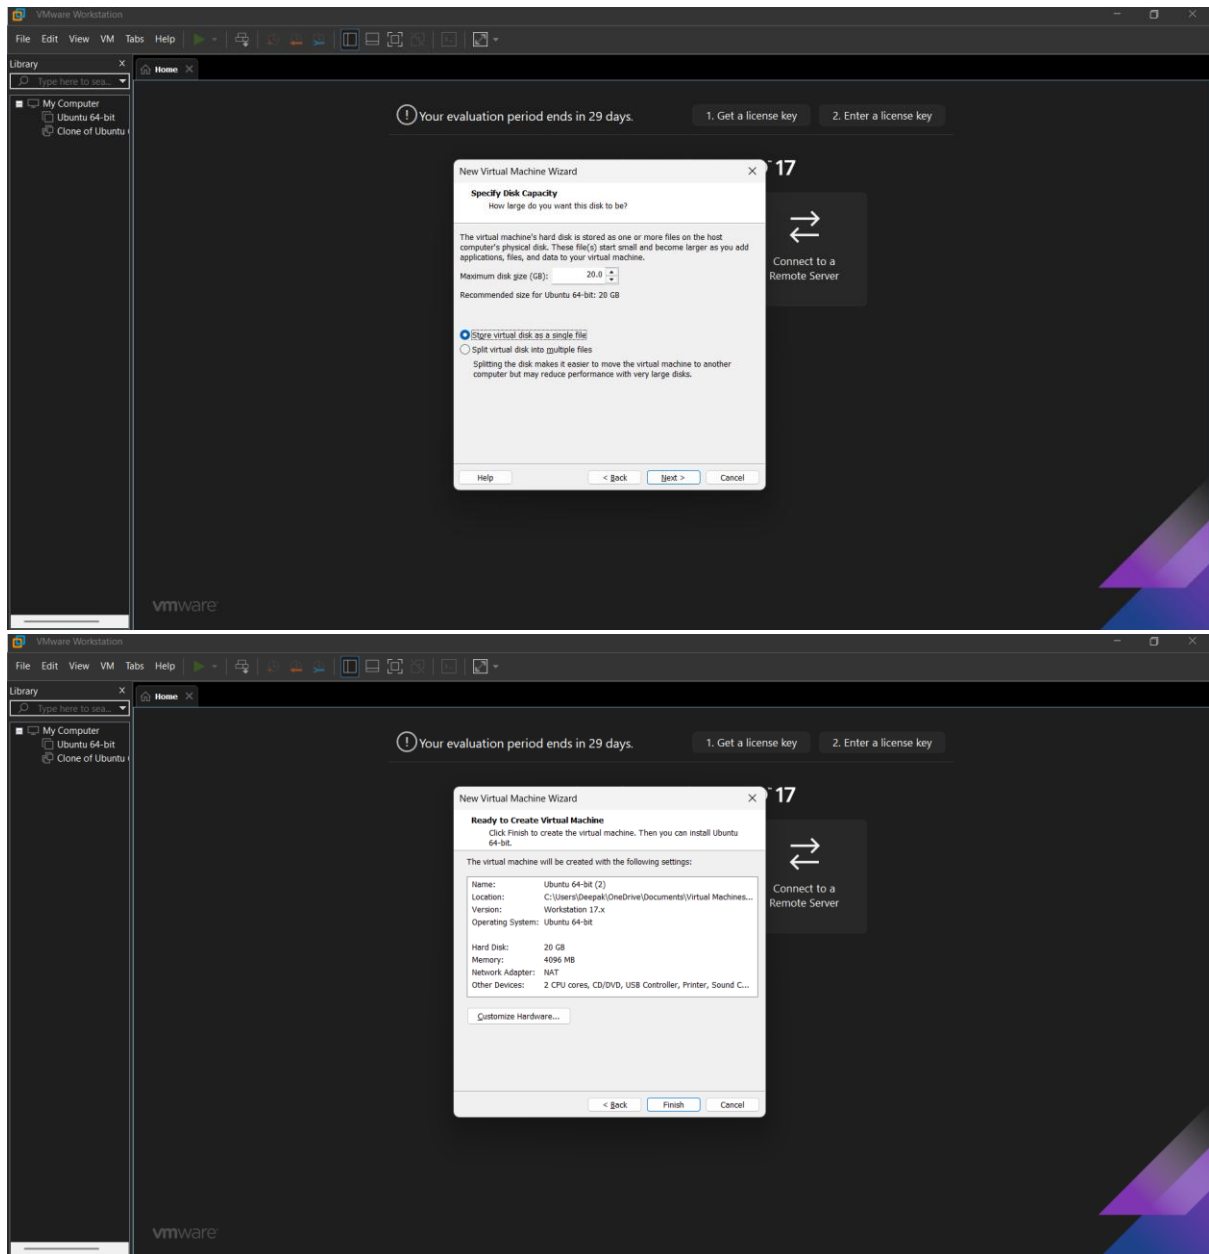 VMware Workstation
File Edit View VM Tabs Help
Library X
Home
Type here to sea...
My Computer
Ubuntu 64-bit
Clone of Ubuntu
Your evaluation period ends in 29 days.
1. Get a license key
2. Enter a license key
17
New Virtual Machine Wizard
Specify Disk Capacity
How large do you want this disk to be?
The virtual machine's hard disk is stored as one or more files on the host
computer's physical disk. These file(s) start small and become larger as you add
applications, files, and data to your virtual machine.
Maximum disk size (GB): 20.0
Recommended size for Ubuntu 64-bit: 20 GB
Store virtual disk as a single file
Split virtual disk into multiple files
Splitting the disk makes it easier to move the virtual machine to another
computer but may reduce performance with very large disks.
Help < Back Next > Cancel
Connect to a
Remote Server
vmware
VMware Workstation
File Edit View VM Tabs Help
Library X
Home
Type here to sea...
My Computer
Ubuntu 64-bit
Clone of Ubuntu
Your evaluation period ends in 29 days.
1. Get a license key
2. Enter a license key
17
New Virtual Machine Wizard
Ready to Create Virtual Machine
Click Finish to create the virtual machine. Then you can install Ubuntu
64-bit.
The virtual machine will be created with the following settings:
Name: Ubuntu 64-bit (2)
Location: C:\Users\Deepak\OneDrive\Documents\Virtual Machines...
Version: Workstation 17.x
Operating System: Ubuntu 64-bit
Hard Disk: 20 GB
Memory: 4096 MB
Network Adapter: NAT
Other Devices: 2 CPU cores, CD/DVD, USB Controller, Printer, Sound C...
Customize Hardware...
< Back Finish Cancel
Connect to a
Remote Server
vmware